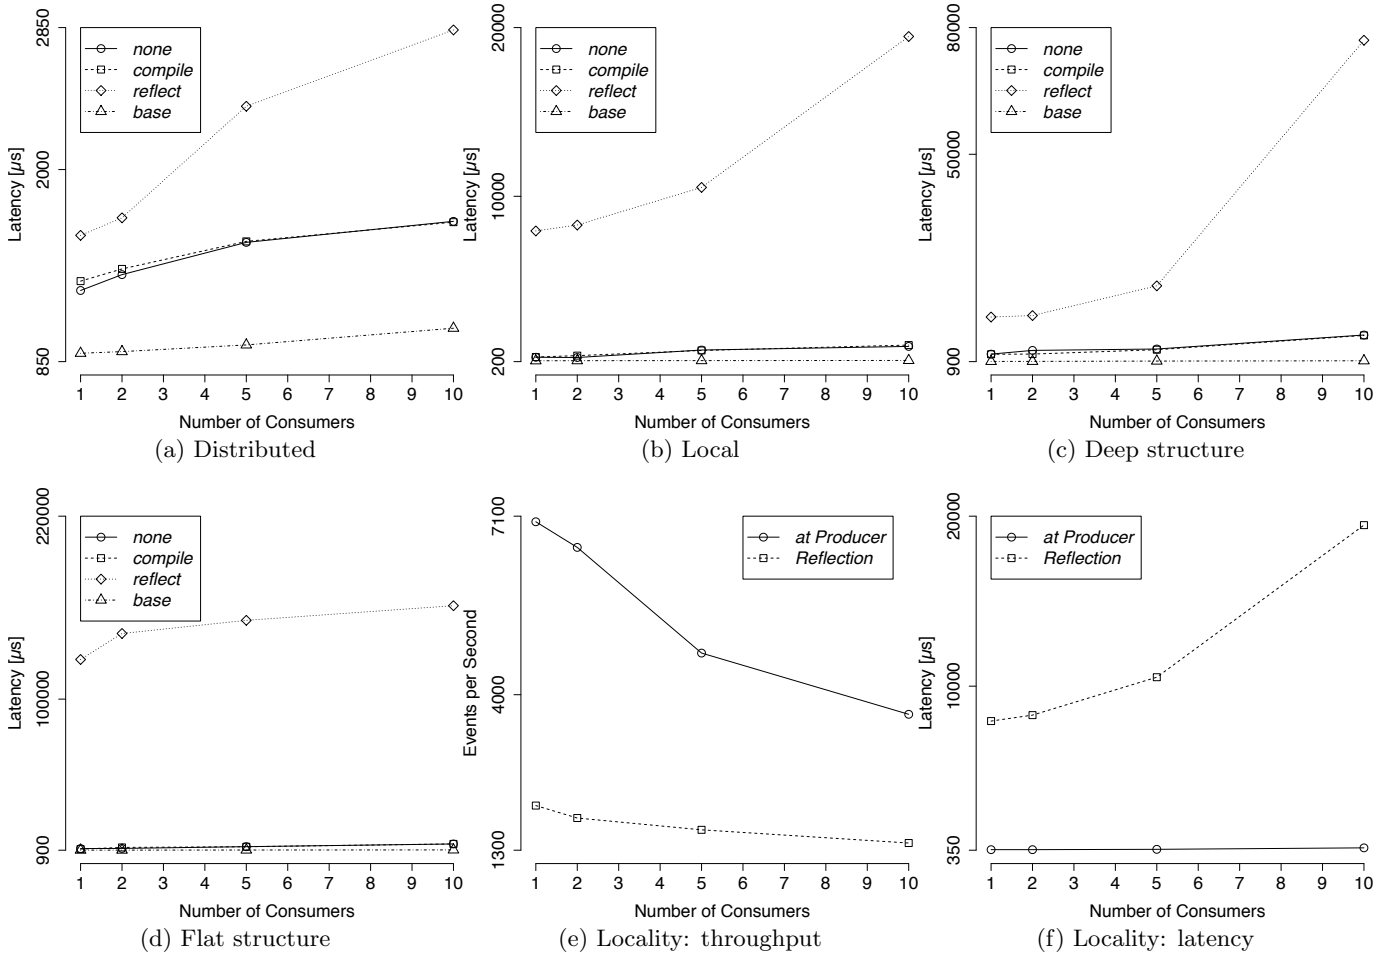 2850
2000
850
Latency [µs]
none
compile
reflect
base
1 2 3 4 5 6 7 8 9 10
Number of Consumers
(a) Distributed
20000
10000
200
Latency [µs]
none
compile
reflect
base
1 2 3 4 5 6 7 8 9 10
Number of Consumers
(b) Local
80000
50000
900
Latency [µs]
none
compile
reflect
base
1 2 3 4 5 6 7 8 9 10
Number of Consumers
(c) Deep structure
220000
100000
900
Latency [µs]
none
compile
reflect
base
1 2 3 4 5 6 7 8 9 10
Number of Consumers
(d) Flat structure
7100
4000
1300
Events per Second
at Producer
Reflection
1 2 3 4 5 6 7 8 9 10
Number of Consumers
(e) Locality: throughput
20000
10000
350
Latency [µs]
at Producer
Reflection
1 2 3 4 5 6 7 8 9 10
Number of Consumers
(f) Locality: latency